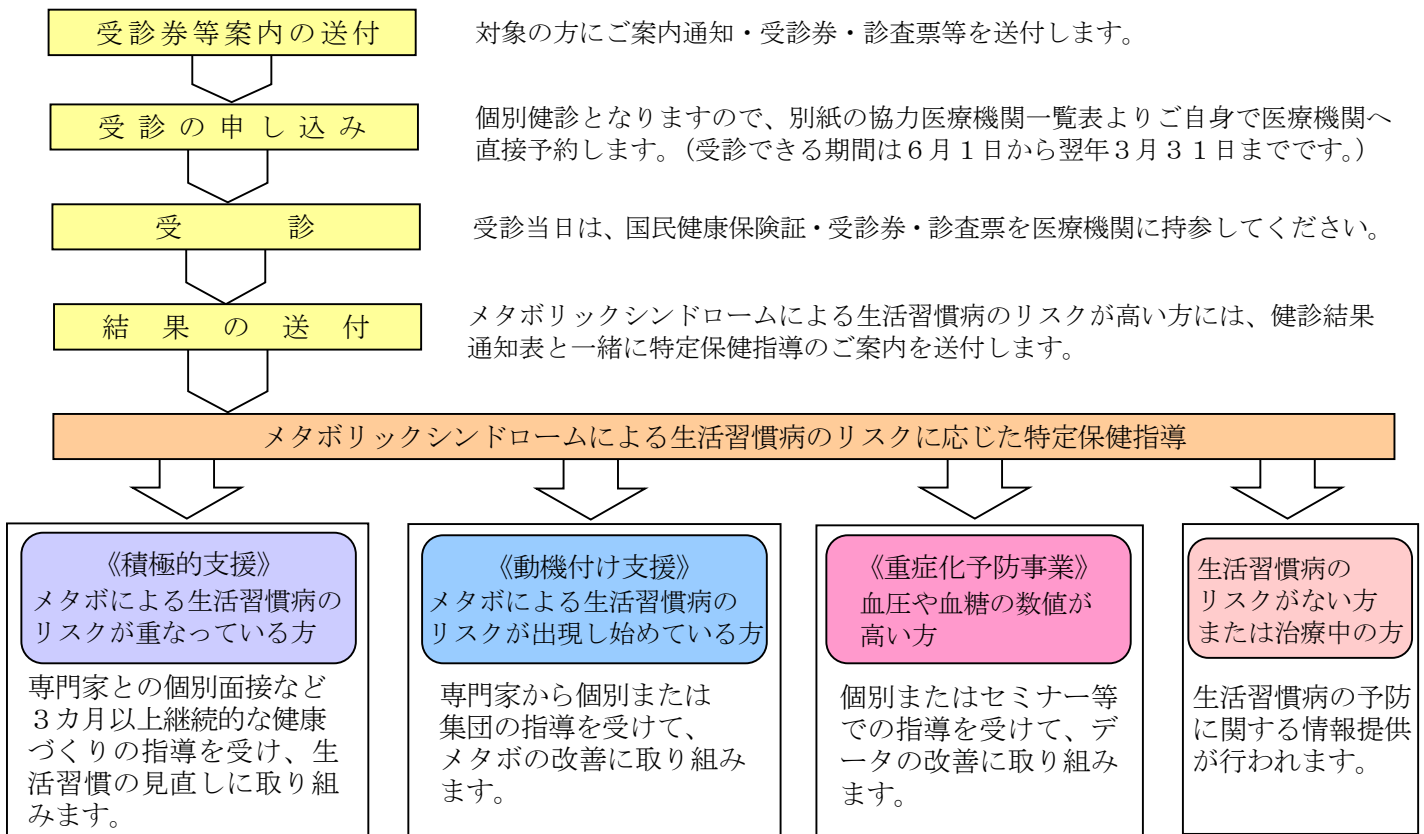 受診券等案内の送付
対象の方にご案内通知・受診券・診査票等を送付します。
受診の申し込み
個別健診となりますので、別紙の協力医療機関一覧表よりご自身で医療機関へ
直接予約します。（受診できる期間は６月１日から翌年３月３１日までです。）
受診
受診当日は、国民健康保険証・受診券・診査票を医療機関に持参してください。
結果の送付
メタボリックシンドロームによる生活習慣病のリスクが高い方には、健診結果
通知表と一緒に特定保健指導のご案内を送付します。
メタボリックシンドロームによる生活習慣病のリスクに応じた特定保健指導
《積極的支援》
メタボによる生活習慣病の
リスクが重なっている方
専門家との個別面接など
３カ月以上継続的な健康
づくりの指導を受け、生
活習慣の見直しに取り組
みます。
《動機付け支援》
メタボによる生活習慣病の
リスクが出現し始めている方
専門家から個別または
集団の指導を受けて、
メタボの改善に取り組み
ます。
《重症化予防事業》
血圧や血糖の数値が
高い方
個別またはセミナー等
での指導を受けて、デ
ータの改善に取り組み
ます。
生活習慣病の
リスクがない方
または治療中の方
生活習慣病の予防
に関する情報提供
が行われます。